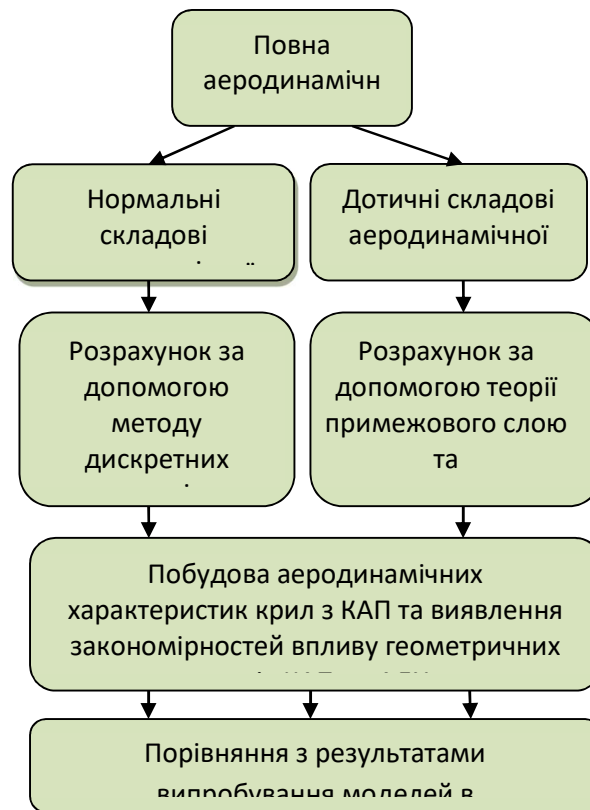 Повна
аеродинамічн
Нормальні
складові
Дотичні складові
аеродинамічної
Розрахунок за
допомогою
методу
дискретних
Розрахунок за
допомогою теорії
примежового слою
та
Побудова аеродинамічних
характеристик крил з КАП та виявлення
закономірностей впливу геометричних
Порівняння з результатами
випробування моделей в